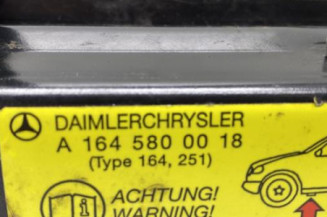 DAIMLERCHRYSLER
A 164 580 00 18
(Type 164, 251)
ACHTUNG!
WARNING!